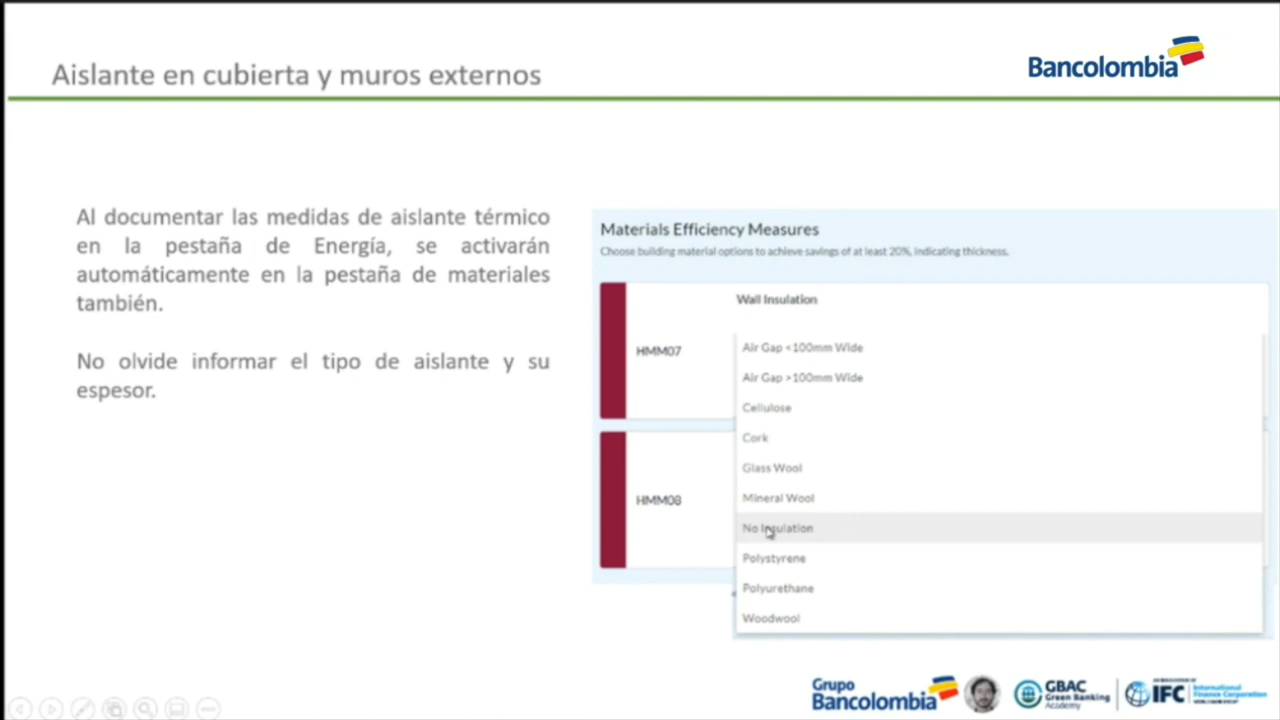 Aislante en cubierta y muros externos
Bancolombia
Al documentar las medidas de aislante térmico
en la pestaña de Energía, se activarán
automáticamente en la pestaña de materiales
también.
No olvide informar el tipo de aislante y su
espesor.
Materials Efficiency Measures
Choose building material options to achieve savings of at least 20%, indicating thickness.
Wall Insulation
HMM07
Air Gap <100mm Wide
Air Gap >100mm Wide
Cellulose
Cork
Glass Wool
HMM08
Mineral Wool
No Insulation
Polystyrene
Polyurethane
Woodwool
Grupo
Bancolombia
GBAC
Green Banking
Academy
IFC
International
Finance Corporation